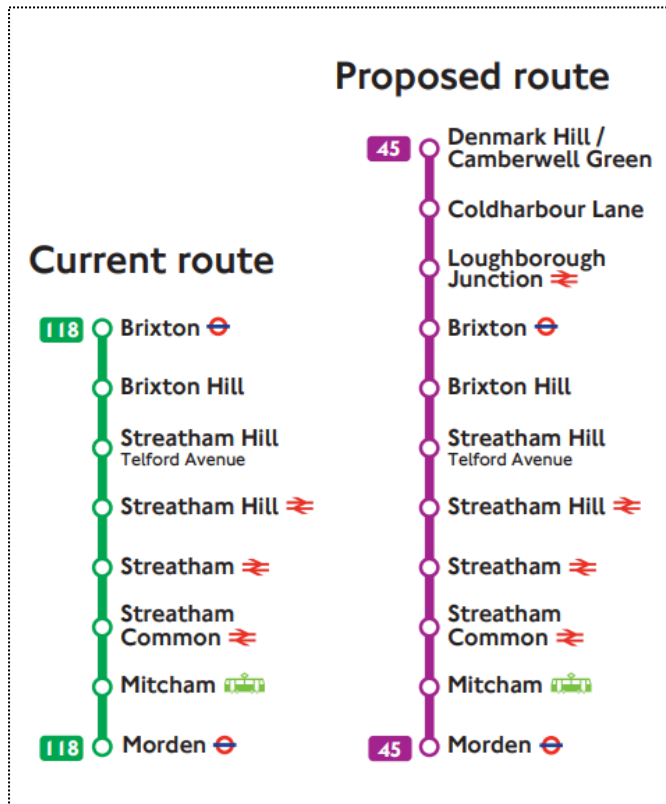 Proposed route
45 Denmark Hill /
Camberwell Green
Coldharbour Lane
Loughborough
Junction
Brixton
Brixton Hill
Streatham Hill
Telford Avenue
Streatham Hill
Streatham
Streatham
Common
Mitcham
45 Morden
Current route
118 Brixton
Brixton Hill
Streatham Hill
Telford Avenue
Streatham Hill
Streatham
Streatham
Common
Mitcham
118 Morden